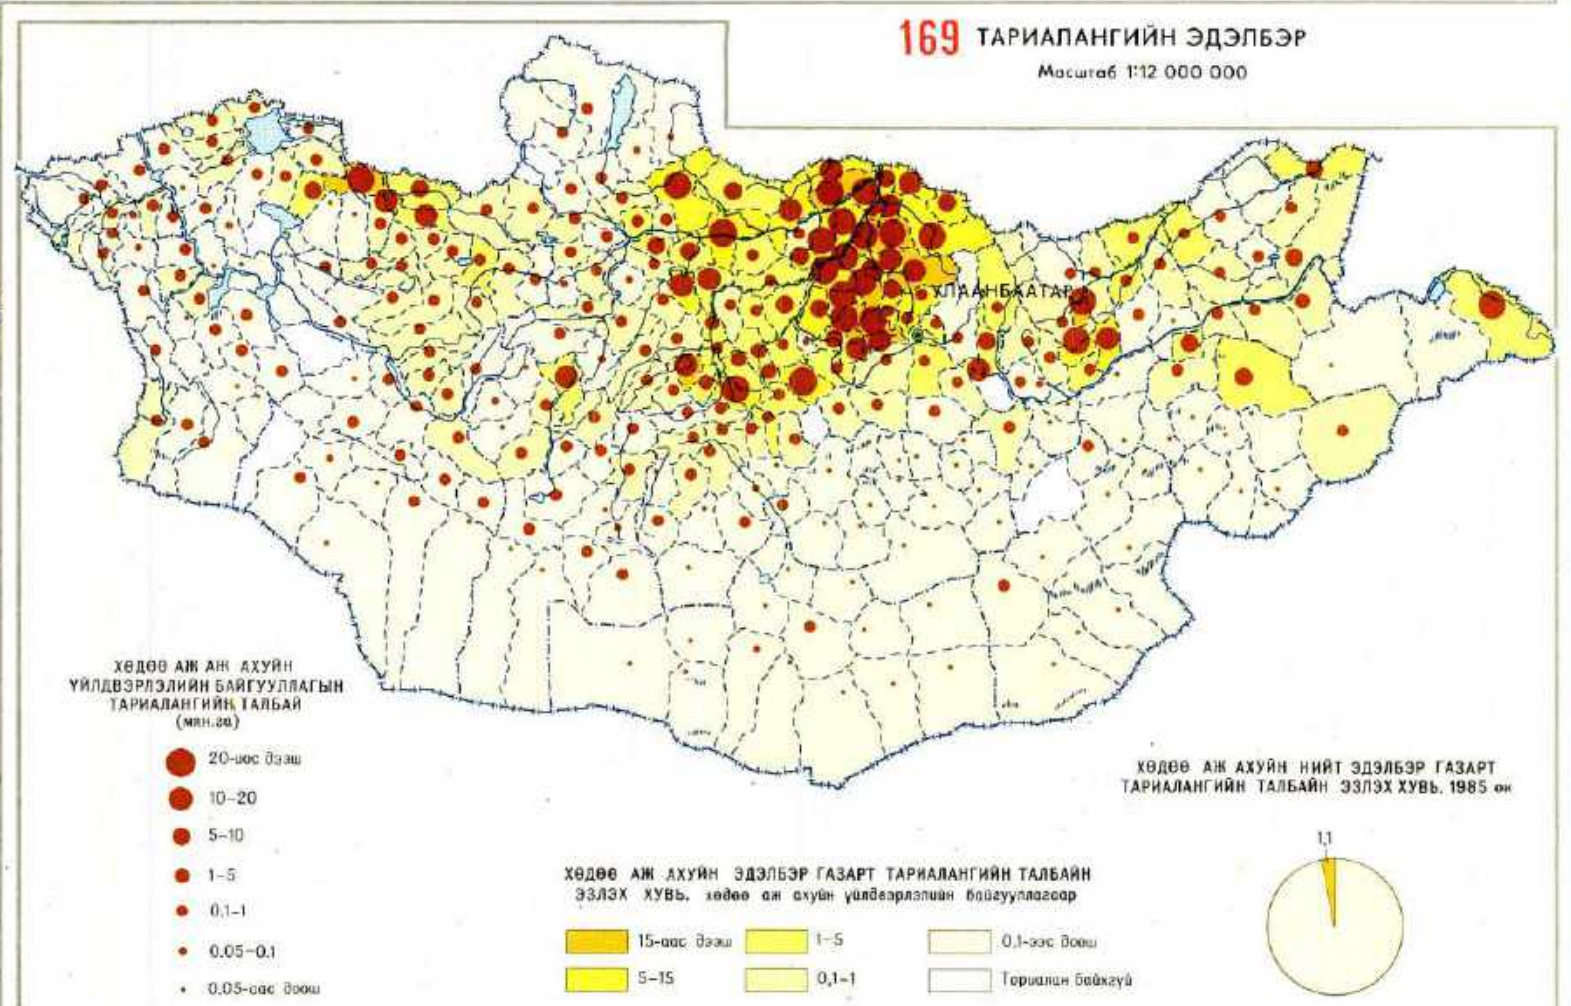 169 ТАРИАЛАНГИЙН ЭДЭЛБЭР
Масштаб 1:12 000 000
УЛААНБААТАР
ХӨДӨӨ АЖ АЖ АХУЙН
ҮЙЛДВЭРЛЭЛИЙН БАЙГУУЛЛАГЫН
ТАРИАЛАНГИЙН ТАЛБАЙ
(мян.га)
20-иос дээш
10–20
5–10
1–5
0,1–1
0.05–0.1
0.05-аас доош
ХӨДӨӨ АЖ АХУЙН ЭДЭЛБЭР ГАЗАРТ ТАРИАЛАНГИЙН ТАЛБАЙН
ЭЗЛЭХ ХУВЬ. хөдөө аж ахуйн үйлдвэрлэлийн байгууллагаар
15-аас дээш
1–5
0,1-ээс доош
5–15
0,1–1
Тариалан байхгүй
ХӨДӨӨ АЖ АХУЙН НИЙТ ЭДЭЛБЭР ГАЗАРТ
ТАРИАЛАНГИЙН ТАЛБАЙН ЭЗЛЭХ ХУВЬ. 1985 он
1,1